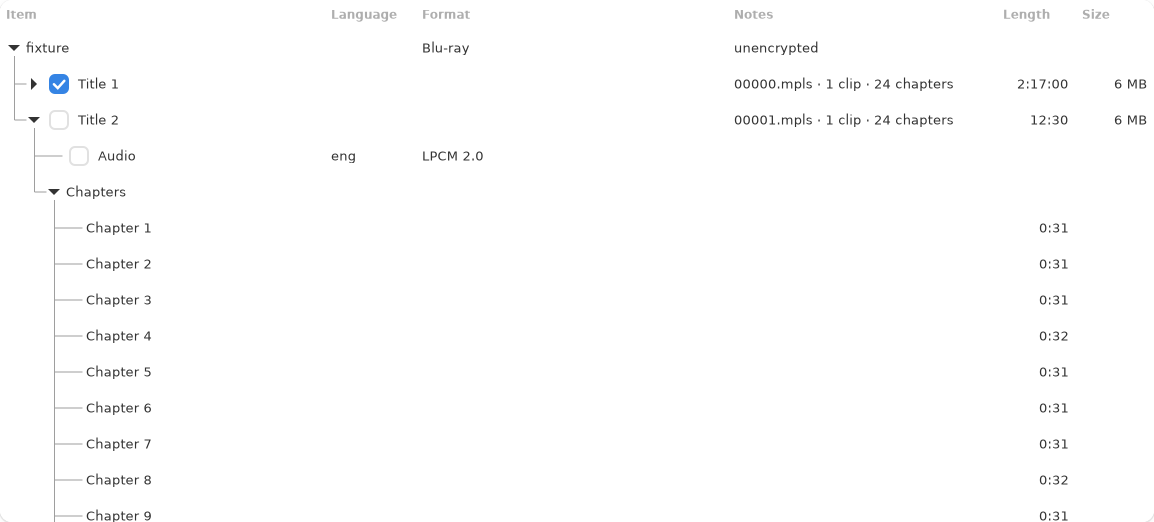 Item Language Format Notes Length Size
fixture Blu-ray unencrypted
Title 1 00000.mpls · 1 clip · 24 chapters 2:17:00 6 MB
Title 2 00001.mpls · 1 clip · 24 chapters 12:30 6 MB
Audio eng LPCM 2.0
Chapters
Chapter 1 0:31
Chapter 2 0:31
Chapter 3 0:31
Chapter 4 0:32
Chapter 5 0:31
Chapter 6 0:31
Chapter 7 0:31
Chapter 8 0:32
Chapter 9 0:31